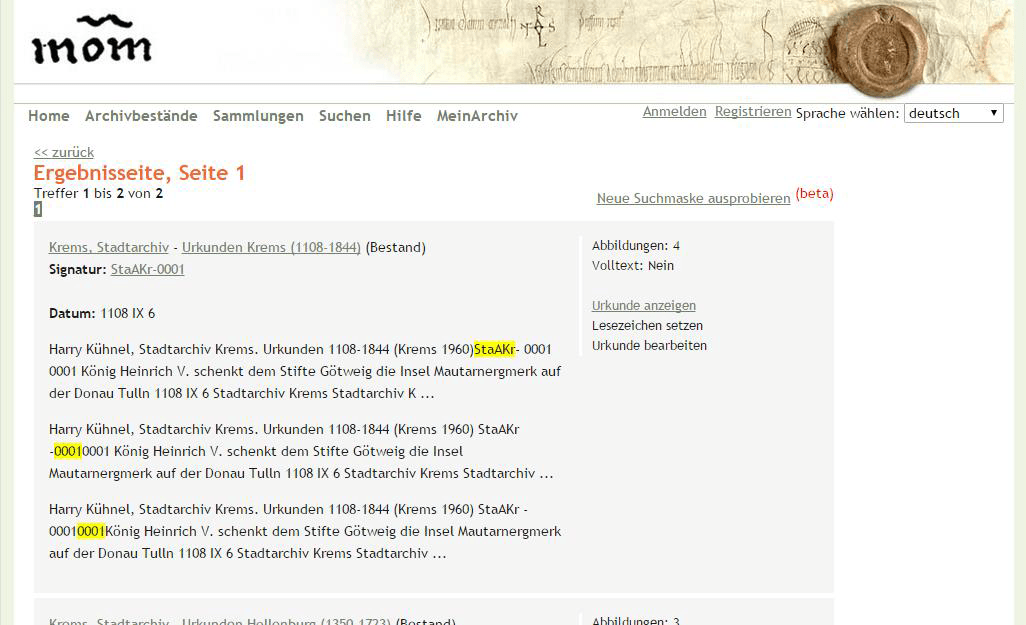 mom
Home Archivbestände Sammlungen Suchen Hilfe MeinArchiv Anmelden Registrieren Sprache wählen: deutsch
<< zurück
Ergebnisseite, Seite 1
Treffer 1 bis 2 von 2
Neue Suchmaske ausprobieren (beta)
1
Krems, Stadtarchiv - Urkunden Krems (1108-1844) (Bestand)
Signatur: StaAKr-0001
Datum: 1108 IX 6
Harry Kühnel, Stadtarchiv Krems. Urkunden 1108-1844 (Krems 1960)StaAKr- 0001
0001 König Heinrich V. schenkt dem Stifte Götweig die Insel Mautarnergmerk auf
der Donau Tulln 1108 IX 6 Stadtarchiv Krems Stadtarchiv K ...
Harry Kühnel, Stadtarchiv Krems. Urkunden 1108-1844 (Krems 1960) StaAKr
-00010001 König Heinrich V. schenkt dem Stifte Götweig die Insel
Mautarnergmerk auf der Donau Tulln 1108 IX 6 Stadtarchiv Krems Stadtarchiv ...
Harry Kühnel, Stadtarchiv Krems. Urkunden 1108-1844 (Krems 1960) StaAKr -
00010001König Heinrich V. schenkt dem Stifte Götweig die Insel Mautarnergmerk
auf der Donau Tulln 1108 IX 6 Stadtarchiv Krems Stadtarchiv ...
Abbildungen: 4
Volltext: Nein
Urkunde anzeigen
Lesezeichen setzen
Urkunde bearbeiten
Krems, Stadtarchiv - Urkunden Hollenburg (1350-1723) (Bestand)
Abbildungen: 3